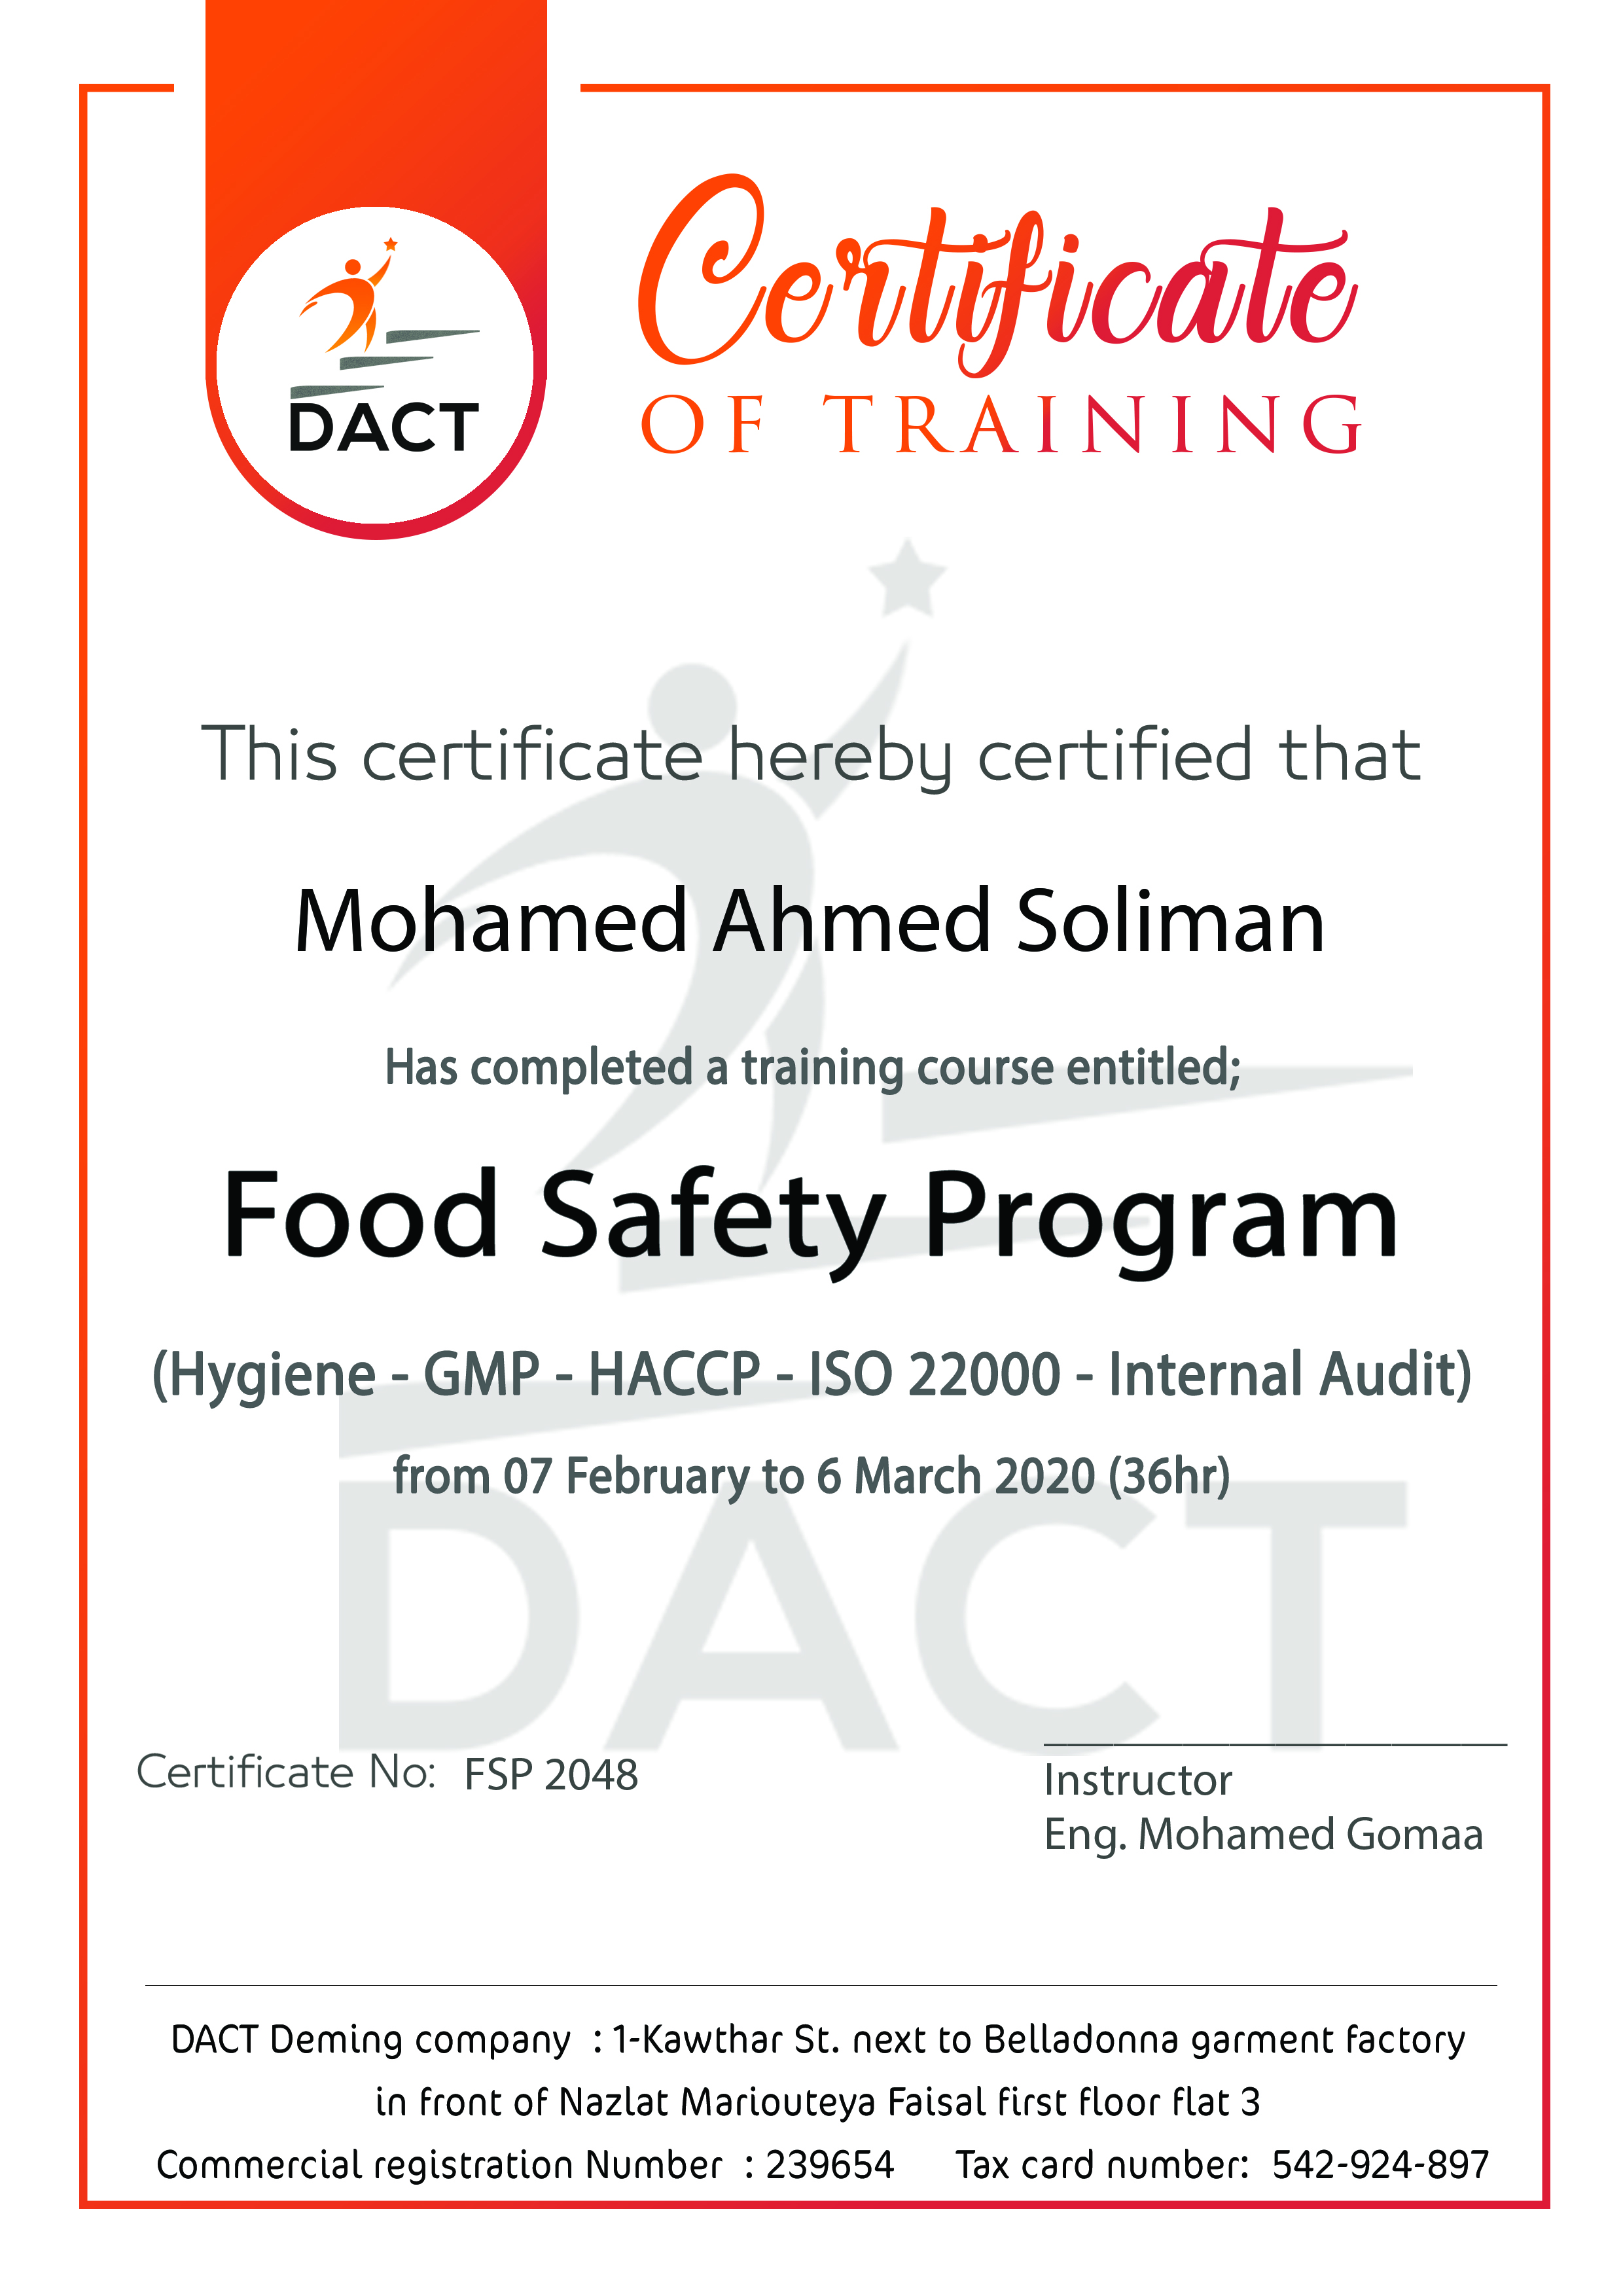 DACT
Certificate
OF TRAINING
This certificate hereby certified that
Mohamed Ahmed Soliman
Has completed a training course entitled;
Food Safety Program
(Hygiene - GMP - HACCP - ISO 22000 - Internal Audit)
from 07 February to 6 March 2020 (36hr)
DACT
Certificate No: FSP 2048
Instructor
Eng. Mohamed Gomaa
DACT Deming company : 1-Kawthar St. next to Belladonna garment factory
in front of Nazlat Mariouteya Faisal first floor flat 3
Commercial registration Number : 239654 Tax card number: 542-924-897